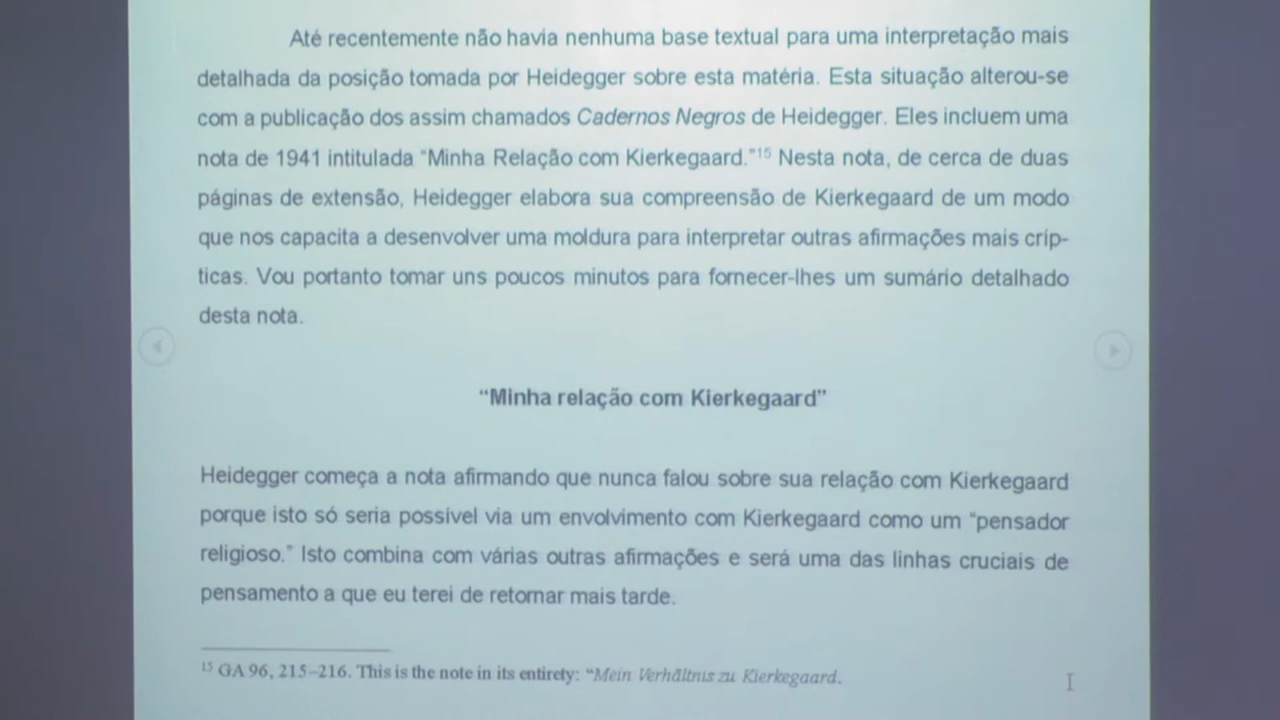 Até recentemente não havia nenhuma base textual para uma interpretação mais
detalhada da posição tomada por Heidegger sobre esta matéria. Esta situação alterou-se
com a publicação dos assim chamados Cadernos Negros de Heidegger. Eles incluem uma
nota de 1941 intitulada “Minha Relação com Kierkegaard.”15 Nesta nota, de cerca de duas
páginas de extensão, Heidegger elabora sua compreensão de Kierkegaard de um modo
que nos capacita a desenvolver uma moldura para interpretar outras afirmações mais críp-
ticas. Vou portanto tomar uns poucos minutos para fornecer-lhes um sumário detalhado
desta nota.
“Minha relação com Kierkegaard”
Heidegger começa a nota afirmando que nunca falou sobre sua relação com Kierkegaard
porque isto só seria possível via um envolvimento com Kierkegaard como um “pensador
religioso.” Isto combina com várias outras afirmações e será uma das linhas cruciais de
pensamento a que eu terei de retornar mais tarde.
15 GA 96, 215–216. This is the note in its entirety: “Mein Verhältnis zu Kierkegaard.